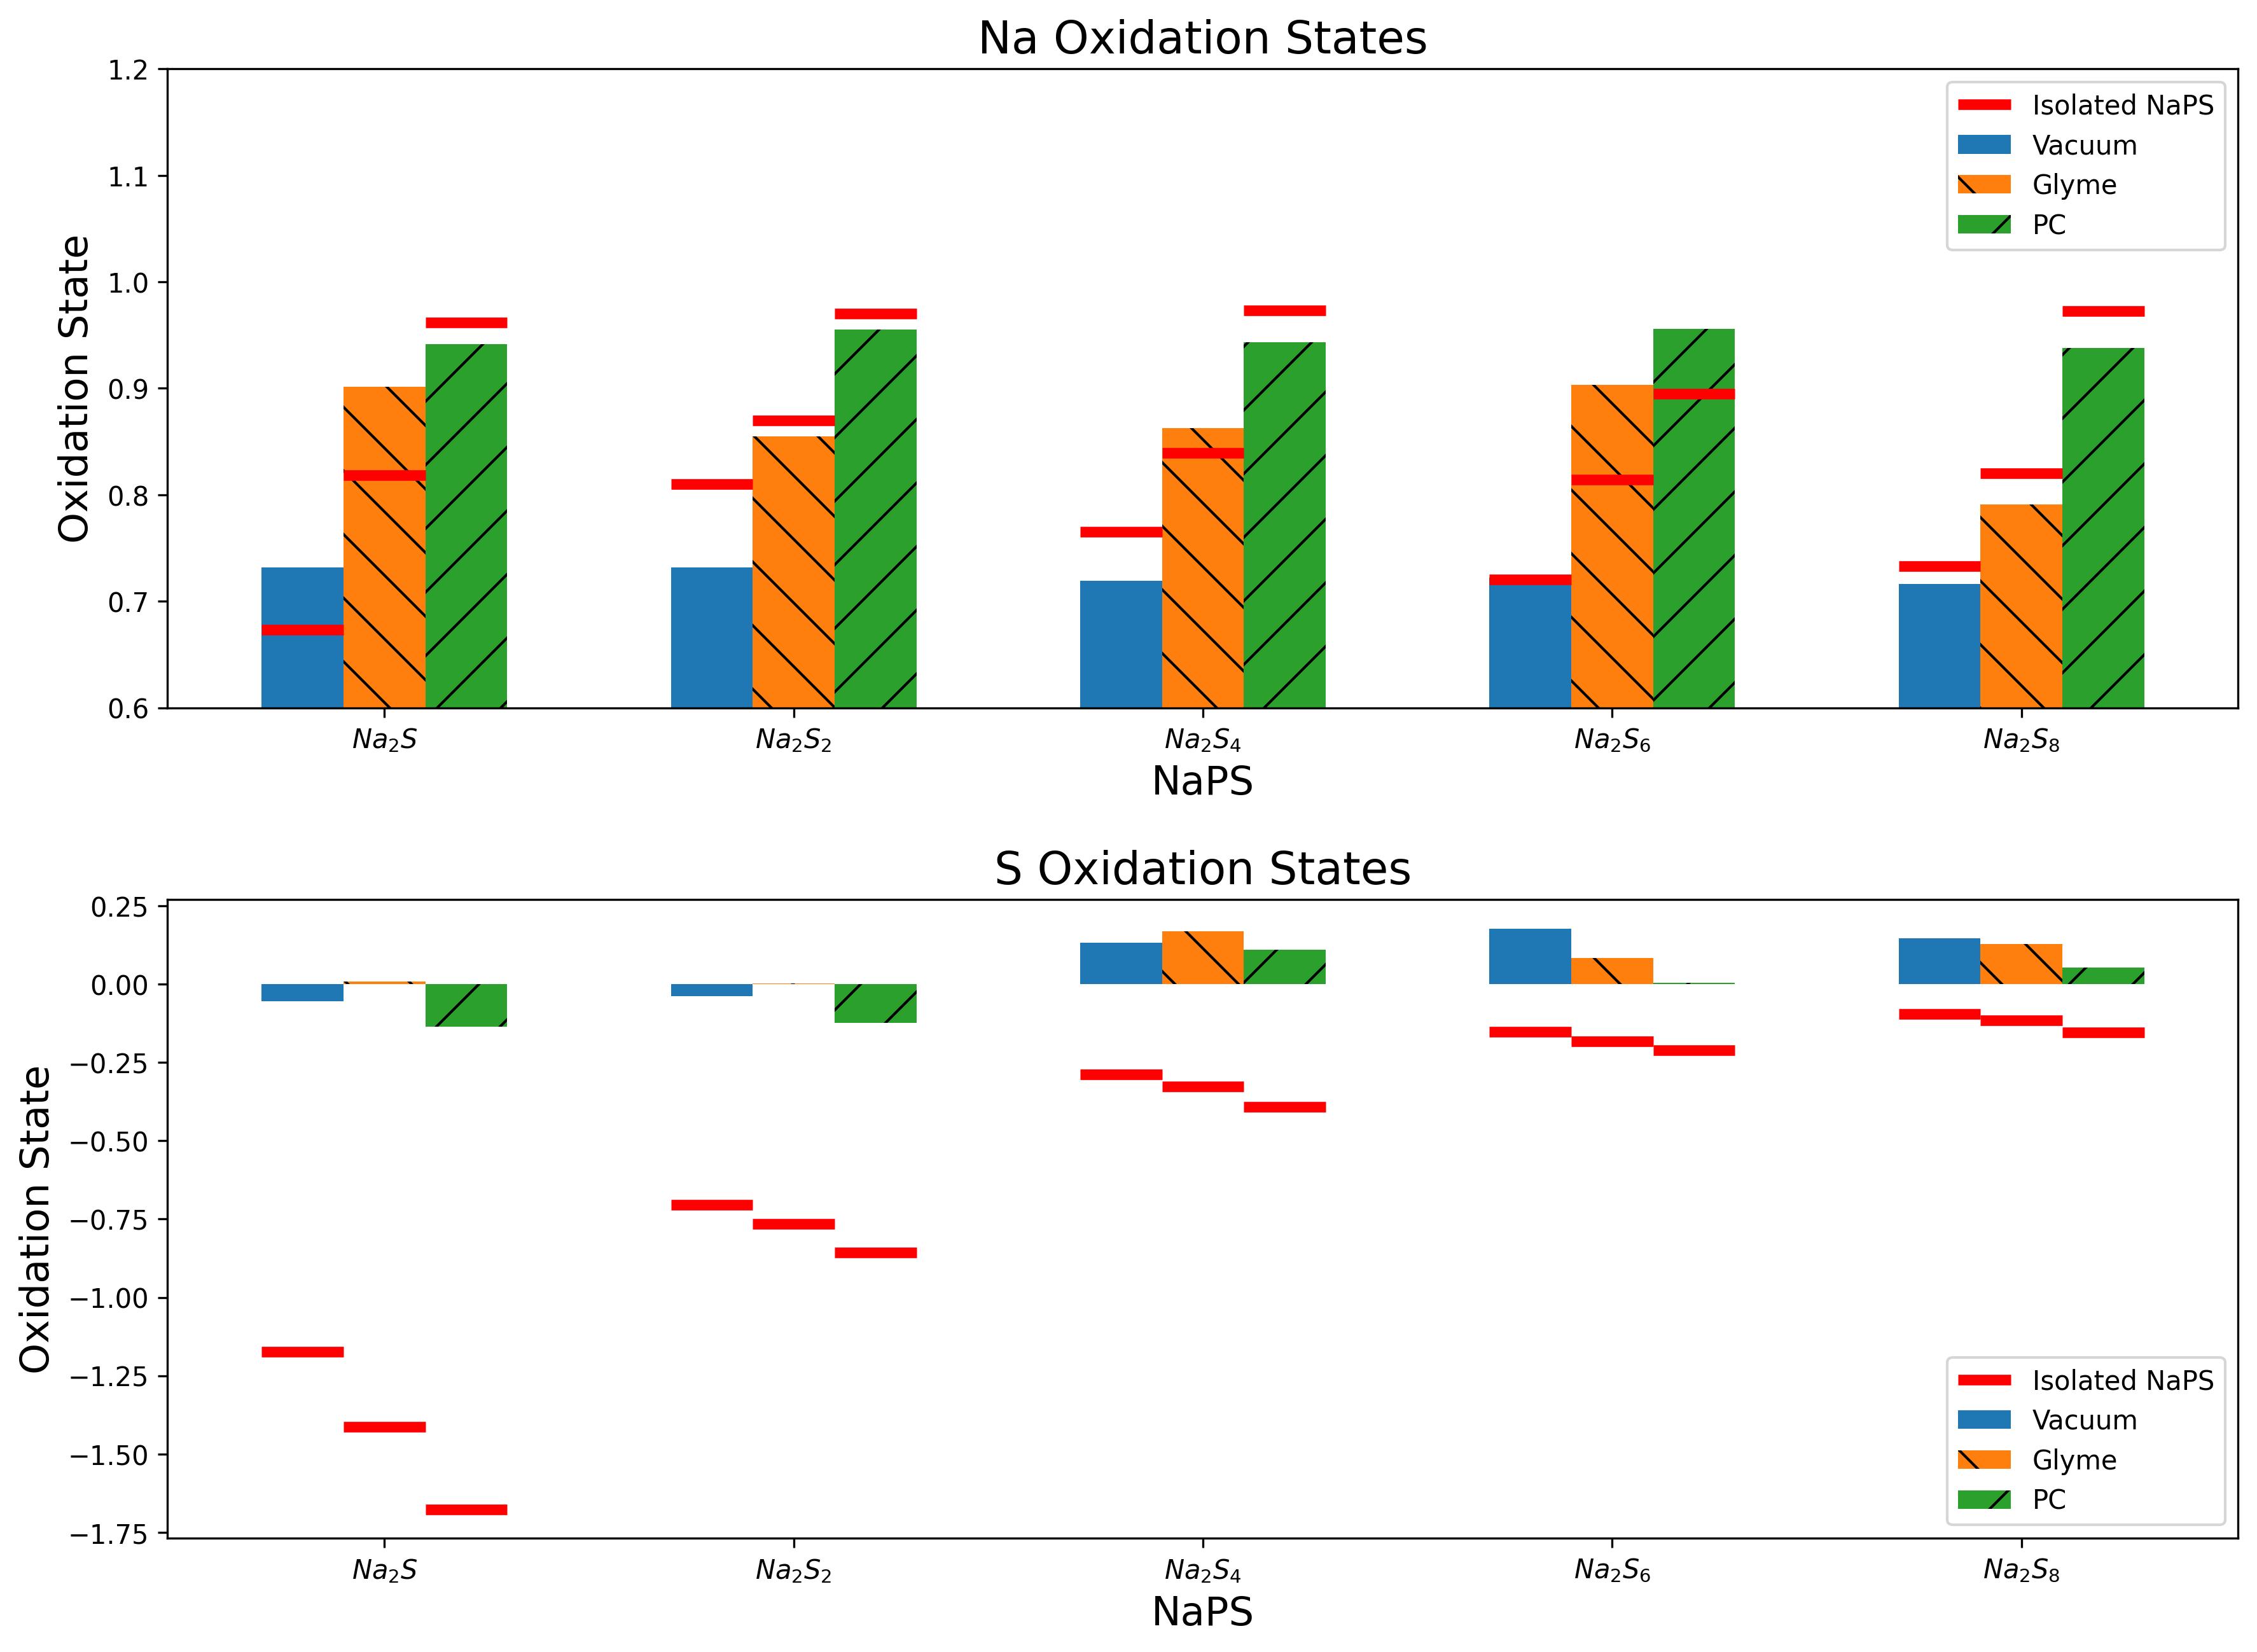 Na Oxidation States
1.2
1.1
1.0
0.9
0.8
0.7
0.6
Oxidation State
Isolated NaPS
Vacuum
Glyme
PC
Na₂S Na₂S₂ Na₂S₄ Na₂S₆ Na₂S₈
NaPS
S Oxidation States
0.25
0.00
−0.25
−0.50
−0.75
−1.00
−1.25
−1.50
−1.75
Oxidation State
Isolated NaPS
Vacuum
Glyme
PC
Na₂S Na₂S₂ Na₂S₄ Na₂S₆ Na₂S₈
NaPS